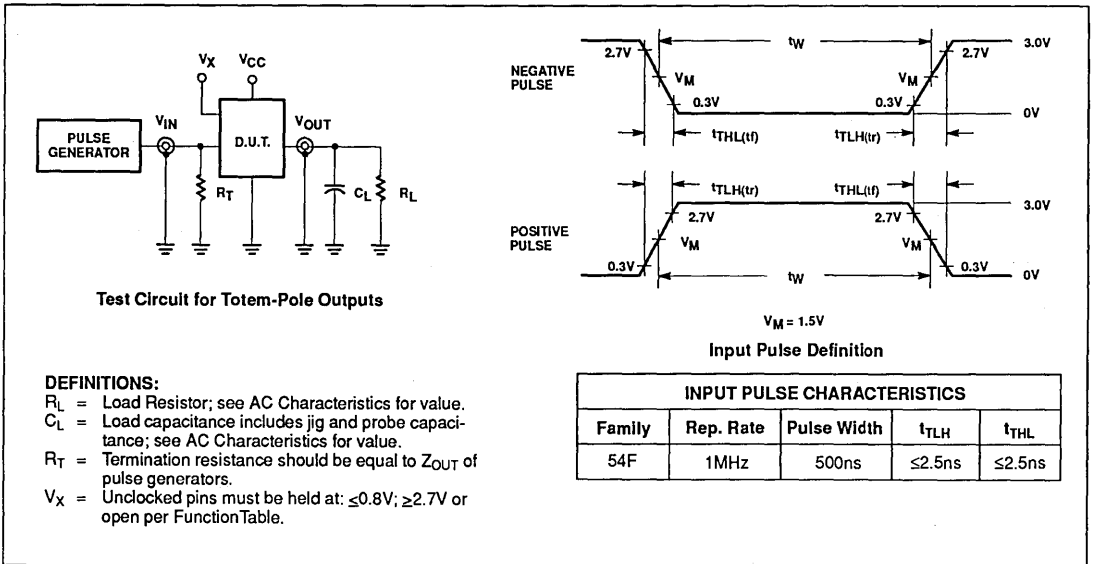 VX
VCC
PULSE
GENERATOR
VIN
D.U.T.
VOUT
RT
CL
RL
Test Circuit for Totem-Pole Outputs
DEFINITIONS:
RL = Load Resistor; see AC Characteristics for value.
CL = Load capacitance includes jig and probe capaci-
tance; see AC Characteristics for value.
RT = Termination resistance should be equal to ZOUT of
pulse generators.
VX = Unclocked pins must be held at: ≤0.8V; ≥2.7V or
open per FunctionTable.
NEGATIVE
PULSE
2.7V
tW
2.7V
3.0V
VM
VM
0.3V
0.3V
0V
tTHL(tf)
tTLH(tr)
POSITIVE
PULSE
tTLH(tr)
tTHL(tf)
2.7V
2.7V
3.0V
VM
VM
0.3V
tW
0.3V
0V
VM = 1.5V
Input Pulse Definition
INPUT PULSE CHARACTERISTICS
Family Rep. Rate Pulse Width tTLH tTHL
54F 1MHz 500ns ≤2.5ns ≤2.5ns